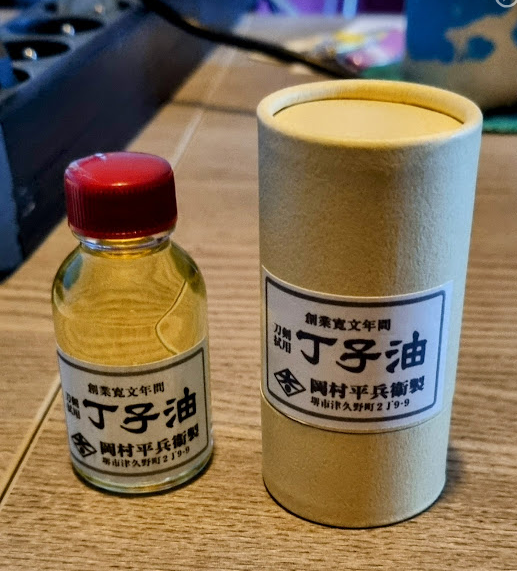 創業寛文年間
刀剣
拭用
丁子油
岡村平兵衛製
堺市津久野町2丁9-9
創業寛文年間
刀剣
拭用
丁子油
岡村平兵衛製
堺市津久野町2丁9-9